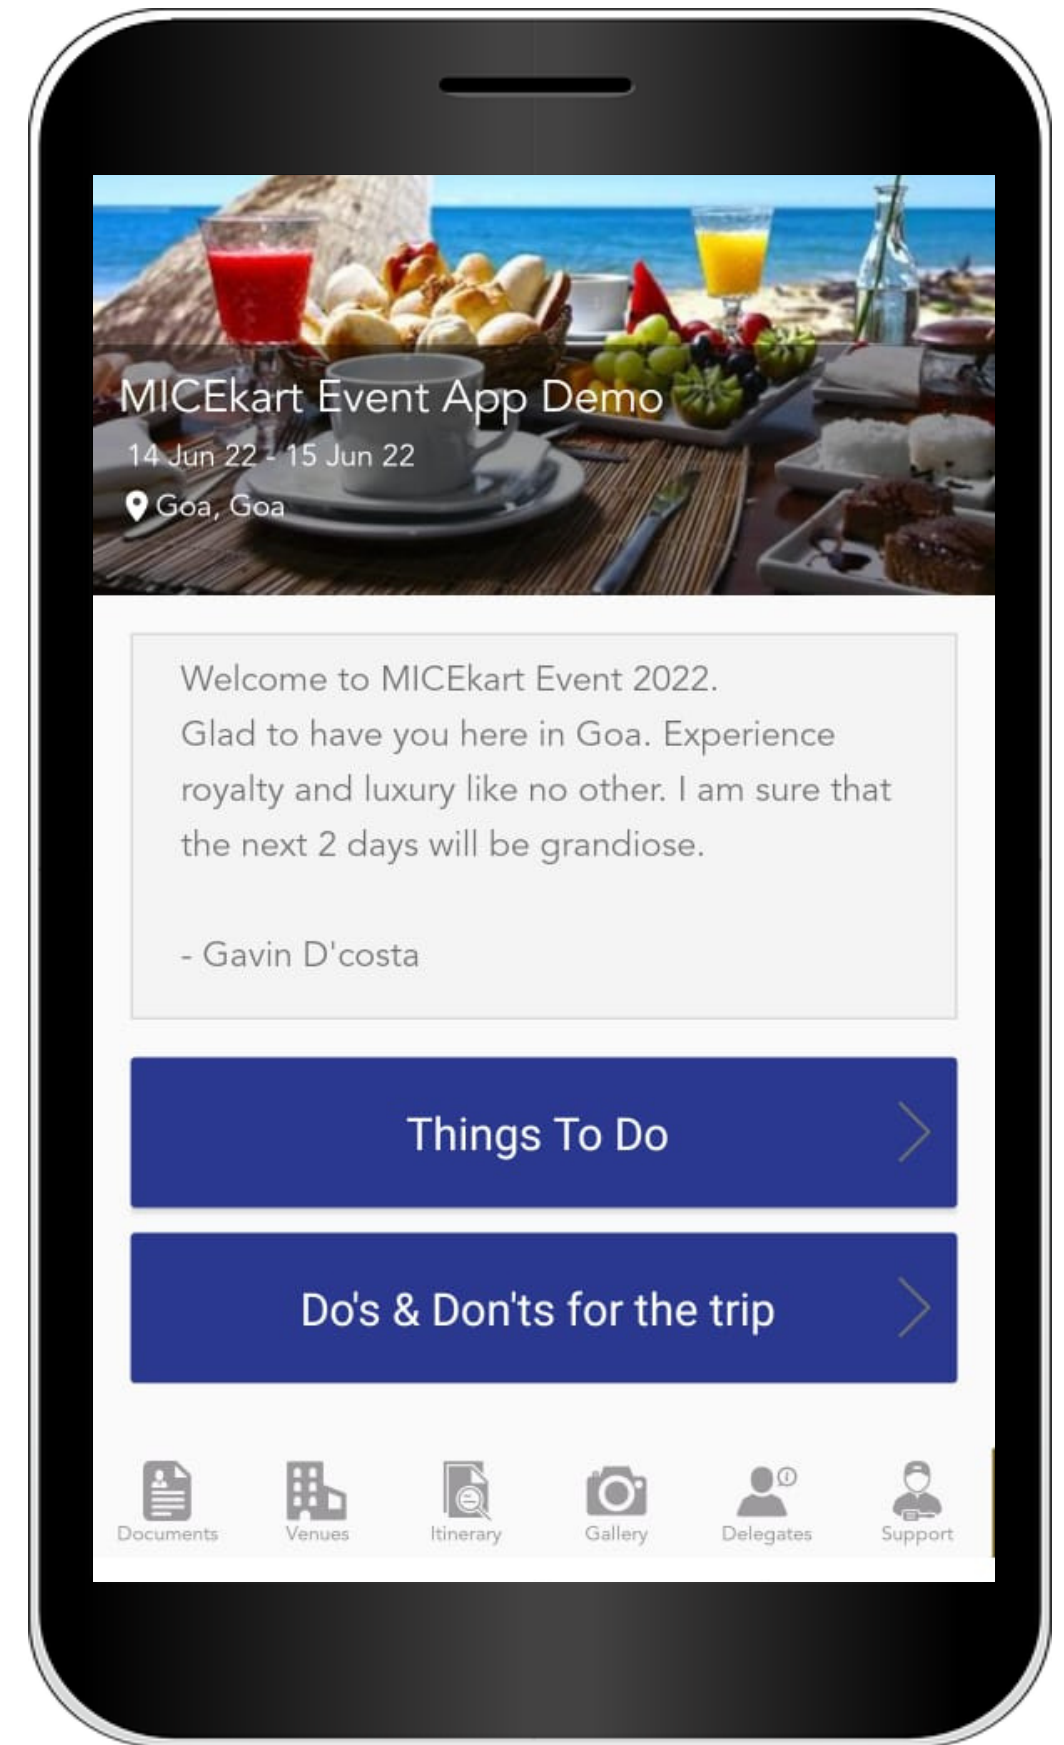 MICEkart Event App Demo
14 Jun 22 - 15 Jun 22
Goa, Goa
Welcome to MICEkart Event 2022.
Glad to have you here in Goa. Experience
royalty and luxury like no other. I am sure that
the next 2 days will be grandiose.
- Gavin D'costa
Things To Do
Do's & Don'ts for the trip
Documents
Venues
Itinerary
Gallery
Delegates
Support